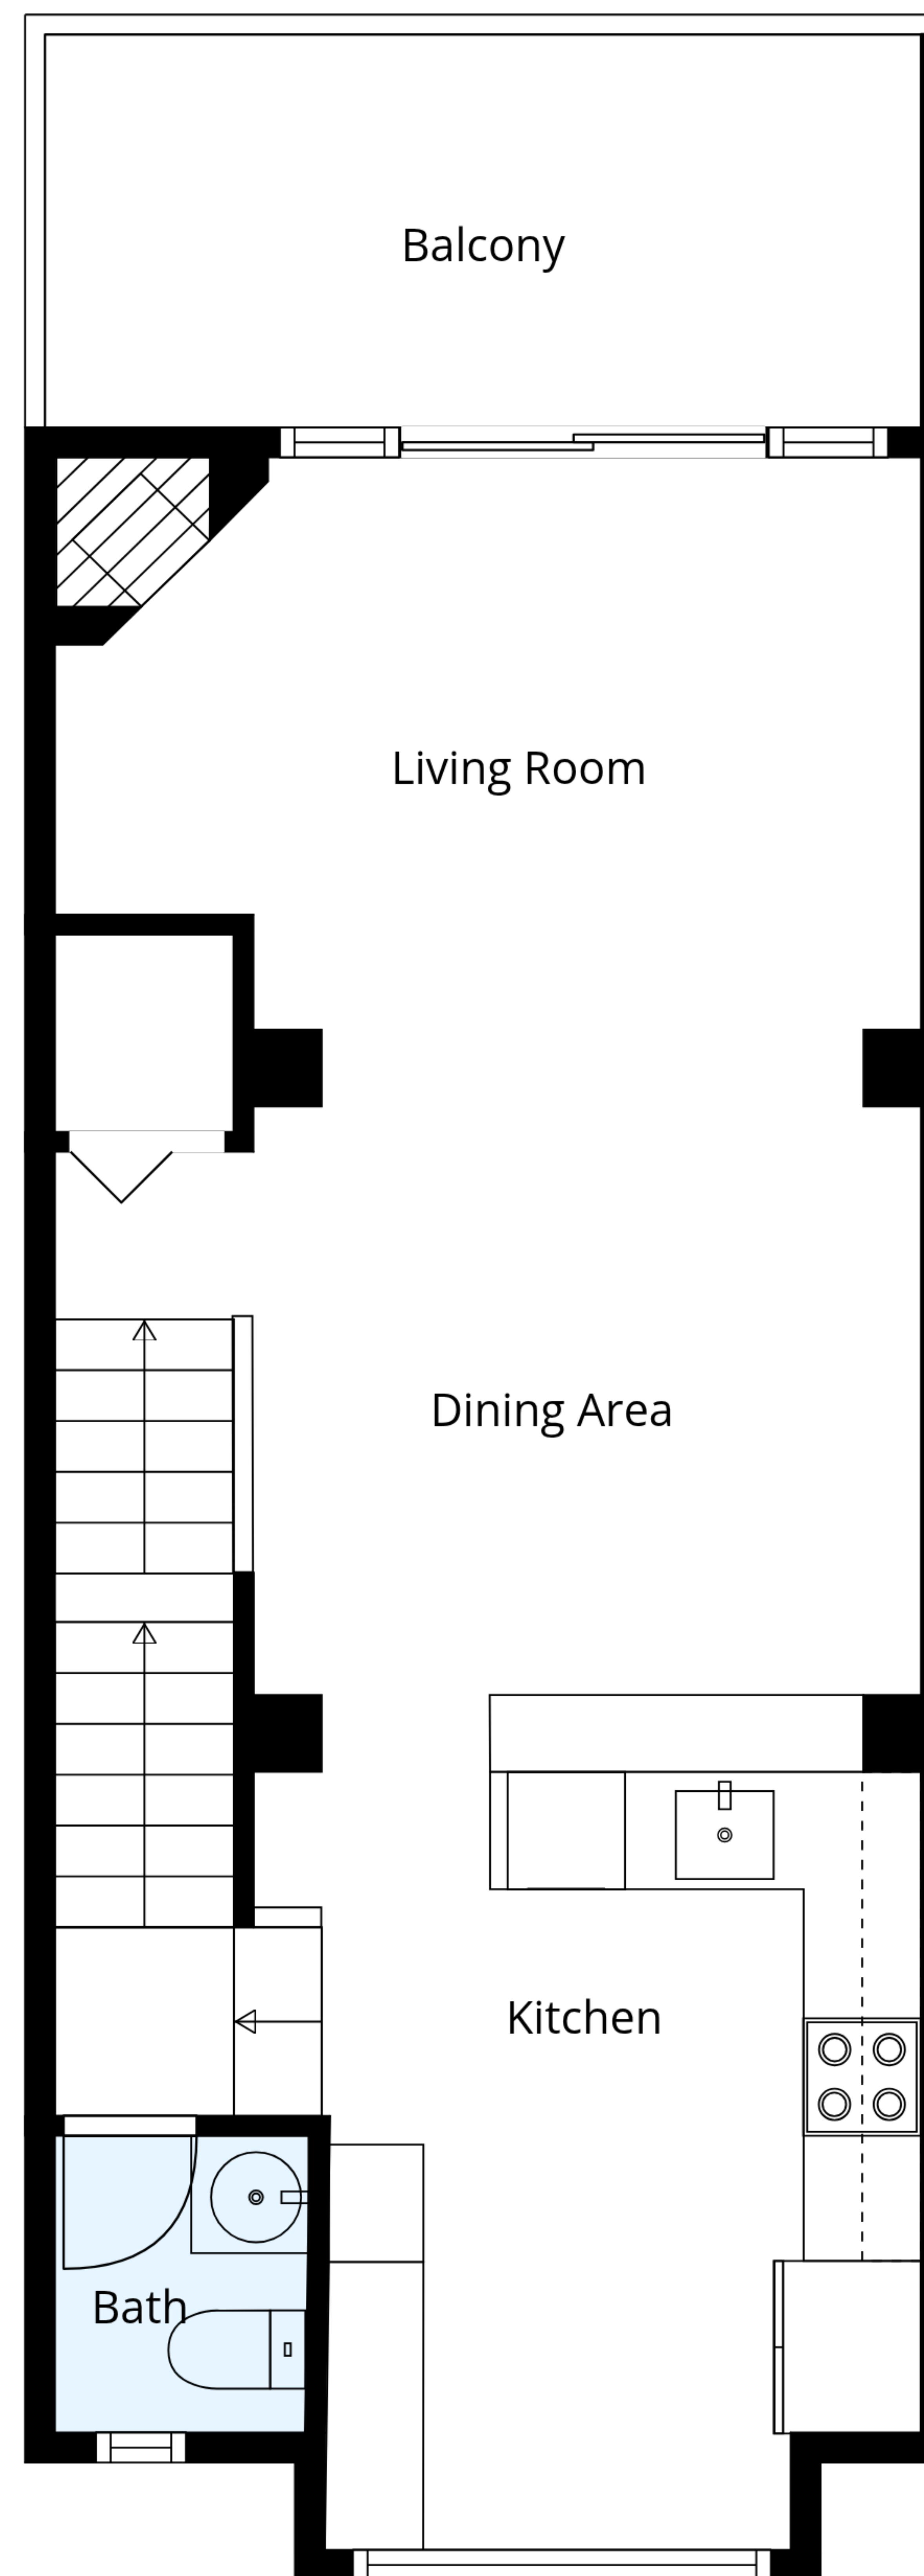 Balcony
Living Room
Dining Area
Kitchen
Bath